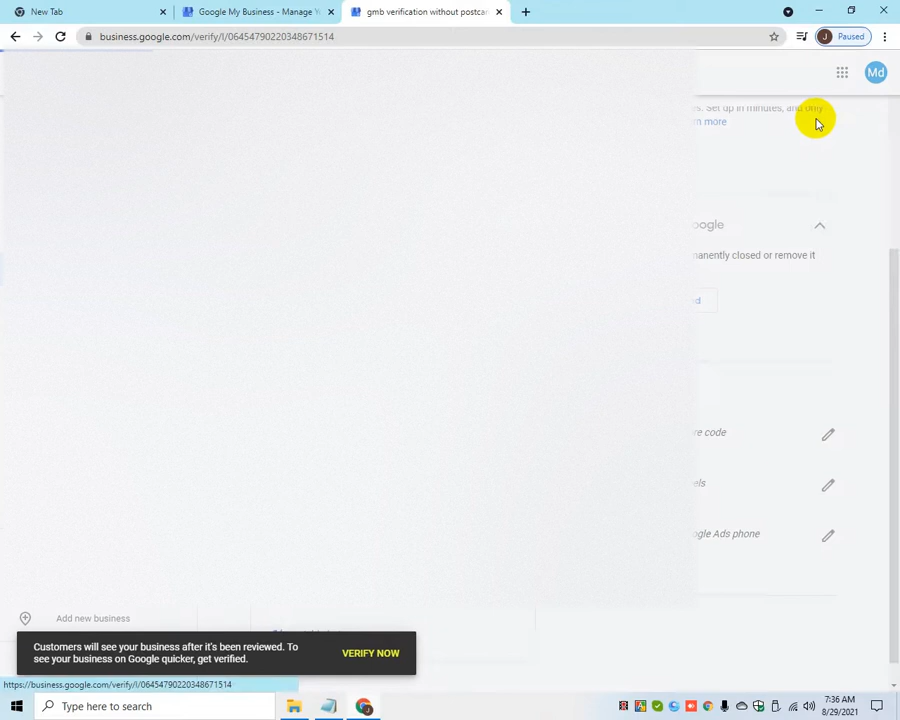 New Tab
Google My Business - Manage Yo
gmb verification without postcar
business.google.com/verify/l/06454790220348671514
J
Paused
Md
s. Set up in minutes, and only
n more
oogle
manently closed or remove it
d
re code
els
ogle Ads phone
Add new business
Customers will see your business after it's been reviewed. To
see your business on Google quicker, get verified.
VERIFY NOW
https://business.google.com/verify/l/06454790220348671514
Type here to search
7:36 AM
8/29/2021